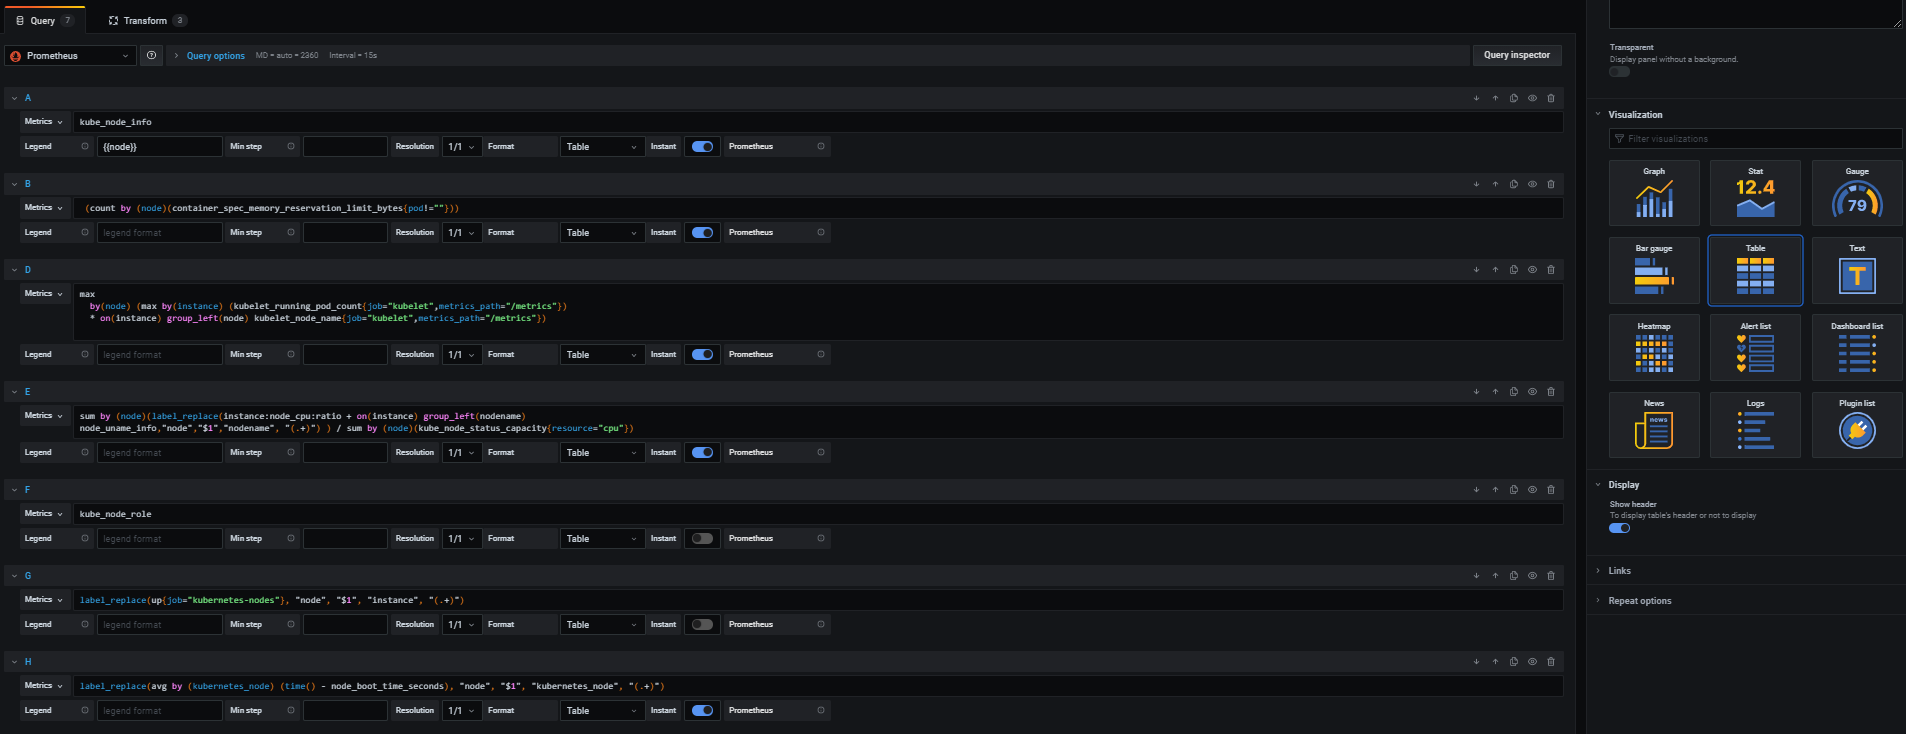 Query 7 Transform 3
Prometheus Query options MD = auto = 2360 Interval = 15s Query inspector
A
Metrics kube_node_info
Legend {{node}} Min step Resolution 1/1 Format Table Instant Prometheus
B
Metrics (count by (node)(container_spec_memory_reservation_limit_bytes{pod!=""}))
Legend legend format Min step Resolution 1/1 Format Table Instant Prometheus
D
Metrics max
by(node) (max by(instance) (kubelet_running_pod_count{job="kubelet",metrics_path="/metrics"})
* on(instance) group_left(node) kubelet_node_name{job="kubelet",metrics_path="/metrics"})
Legend legend format Min step Resolution 1/1 Format Table Instant Prometheus
E
Metrics sum by (node)(label_replace(instance:node_cpu:ratio + on(instance) group_left(nodename)
node_uname_info,"node","$1","nodename", "(.+)") ) / sum by (node)(kube_node_status_capacity{resource="cpu"})
Legend legend format Min step Resolution 1/1 Format Table Instant Prometheus
F
Metrics kube_node_role
Legend legend format Min step Resolution 1/1 Format Table Instant Prometheus
G
Metrics label_replace(up{job="kubernetes-nodes"}, "node", "$1", "instance", "(.+)")
Legend legend format Min step Resolution 1/1 Format Table Instant Prometheus
H
Metrics label_replace(avg by (kubernetes_node) (time() - node_boot_time_seconds), "node", "$1", "kubernetes_node", "(.+)")
Legend legend format Min step Resolution 1/1 Format Table Instant Prometheus
Transparent
Display panel without a background.
Visualization
Filter visualizations
Graph Stat Gauge
12.4 79
Bar gauge Table Text
T
Heatmap Alert list Dashboard list
News Logs Plugin list
news
Display
Show header
To display table's header or not to display
Links
Repeat options